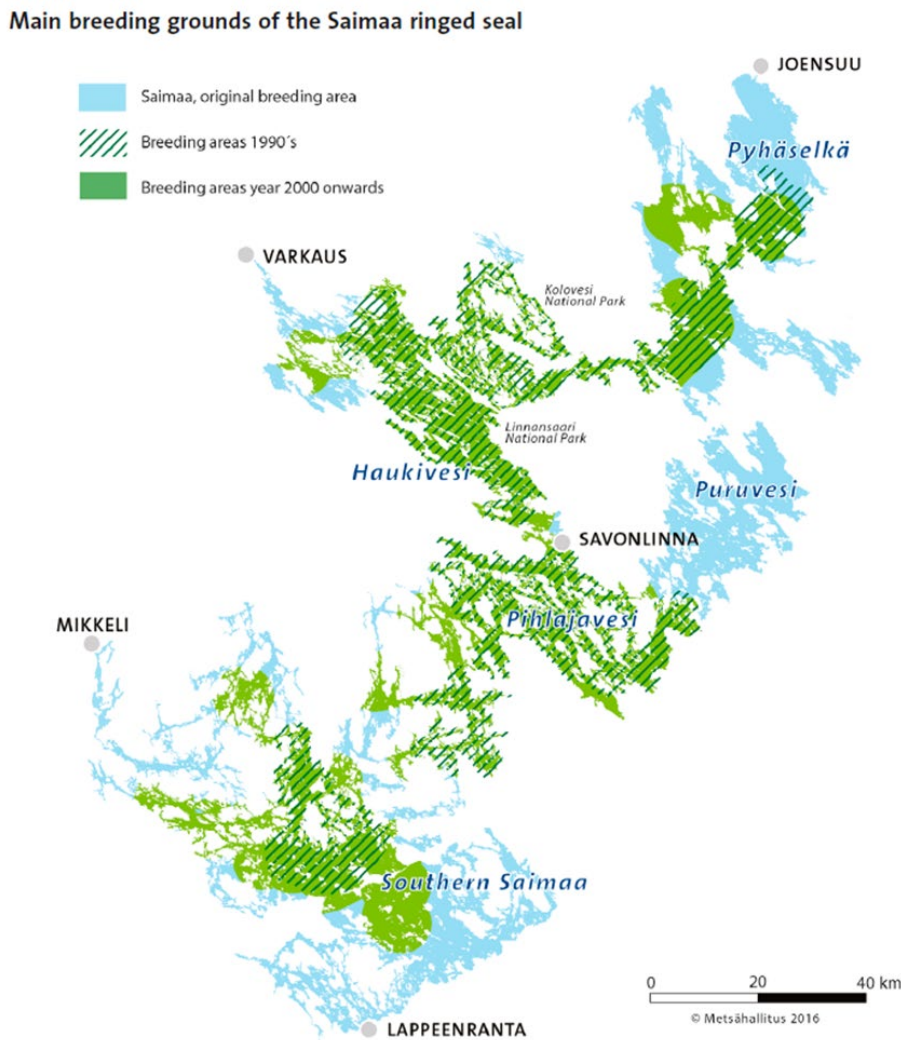 Main breeding grounds of the Saimaa ringed seal
JOENSUU
Saimaa, original breeding area
Breeding areas 1990´s
Breeding areas year 2000 onwards
Pyhäselkä
VARKAUS
Kolovesi
National Park
Linnansaari
National Park
Haukivesi
Puruvesi
SAVONLINNA
Pihlajavesi
MIKKELI
Southern Saimaa
0 20 40 km
© Metsähallitus 2016
LAPPEENRANTA